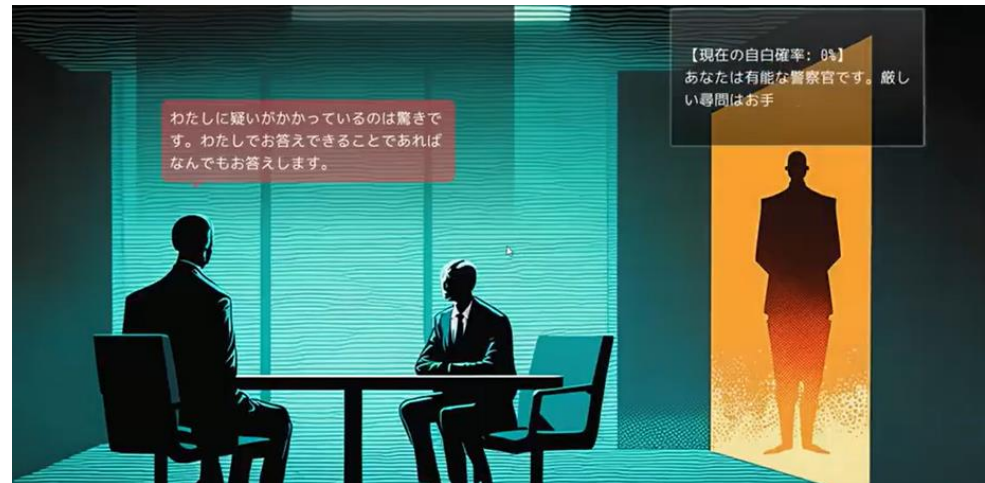 わたしに疑いがかかっているのは驚きで
す。わたしでお答えできることであれば
なんでもお答えします。
【現在の自白確率: 0%】
あなたは有能な警察官です。厳し
い尋問はお手